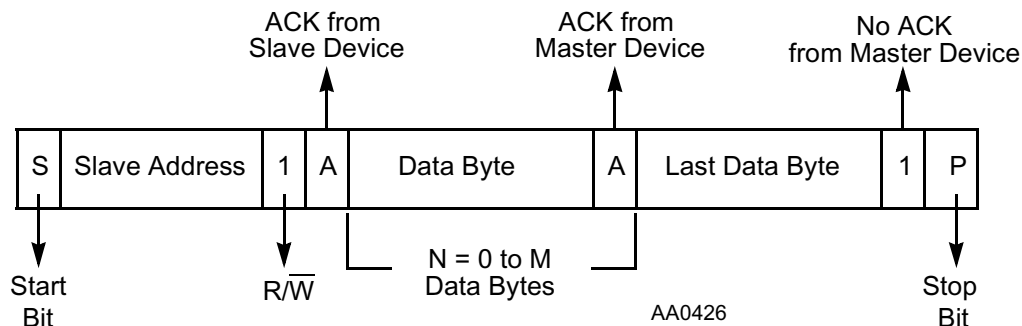 ACK from
Slave Device
ACK from
Master Device
No ACK
from Master Device
S Slave Address 1 A Data Byte A Last Data Byte 1 P
Start
Bit
R/W̅
N = 0 to M
Data Bytes
AA0426
Stop
Bit